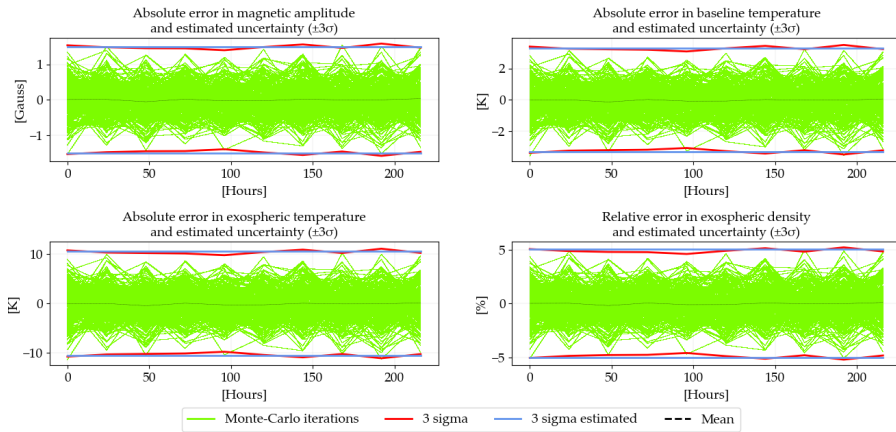 Absolute error in magnetic amplitude
and estimated uncertainty (±3σ)
[Gauss]
1
0
−1
0
50
100
150
200
[Hours]
Absolute error in baseline temperature
and estimated uncertainty (±3σ)
[K]
2
0
−2
0
50
100
150
200
[Hours]
Absolute error in exospheric temperature
and estimated uncertainty (±3σ)
[K]
10
0
−10
0
50
100
150
200
[Hours]
Relative error in exospheric density
and estimated uncertainty (±3σ)
[%]
5
0
−5
0
50
100
150
200
[Hours]
Monte-Carlo iterations
3 sigma
3 sigma estimated
Mean